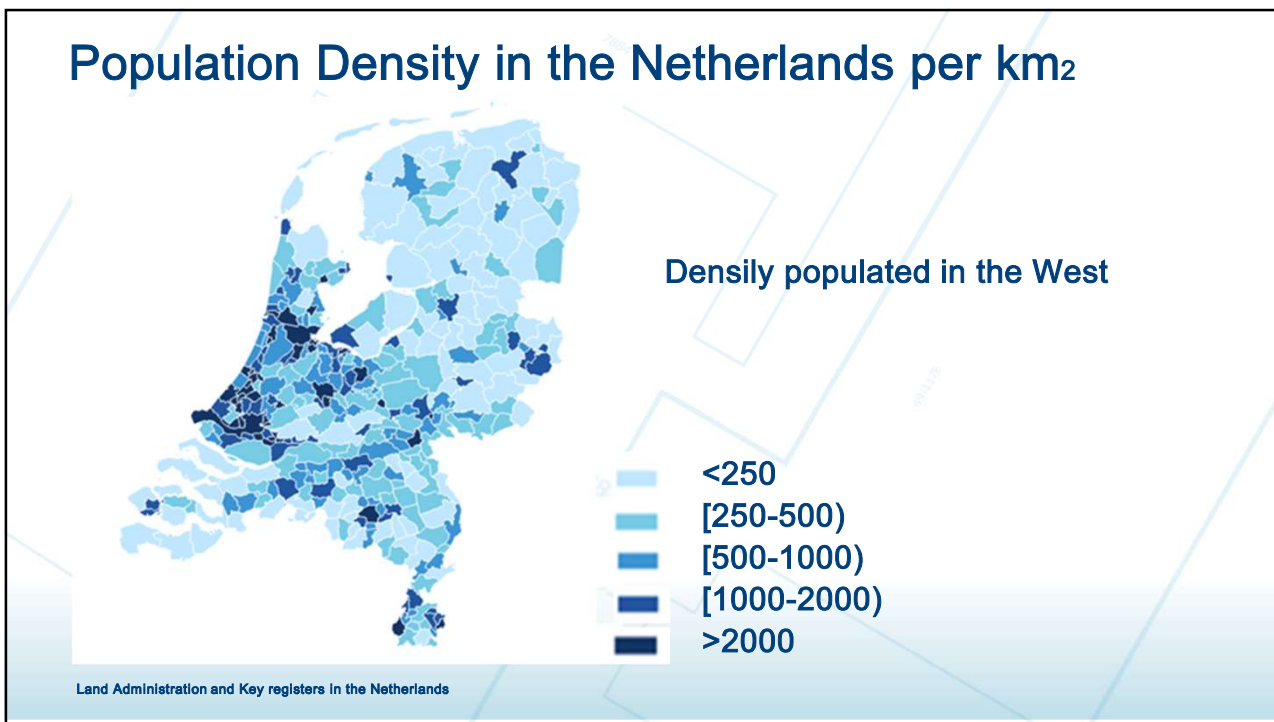 Population Density in the Netherlands per km2
Densily populated in the West
<250
[250-500)
[500-1000)
[1000-2000)
>2000
Land Administration and Key registers in the Netherlands